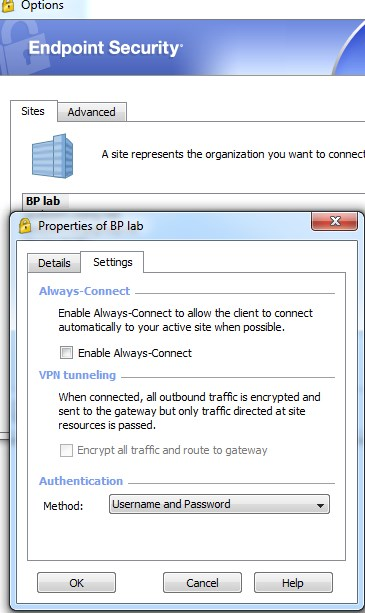 Options
Endpoint Security
Sites
Advanced
A site represents the organization you want to connect
BP lab
Properties of BP lab
Details
Settings
Always-Connect
Enable Always-Connect to allow the client to connect
automatically to your active site when possible.
Enable Always-Connect
VPN tunneling
When connected, all outbound traffic is encrypted and
sent to the gateway but only traffic directed at site
resources is passed.
Encrypt all traffic and route to gateway
Authentication
Method: Username and Password
OK
Cancel
Help